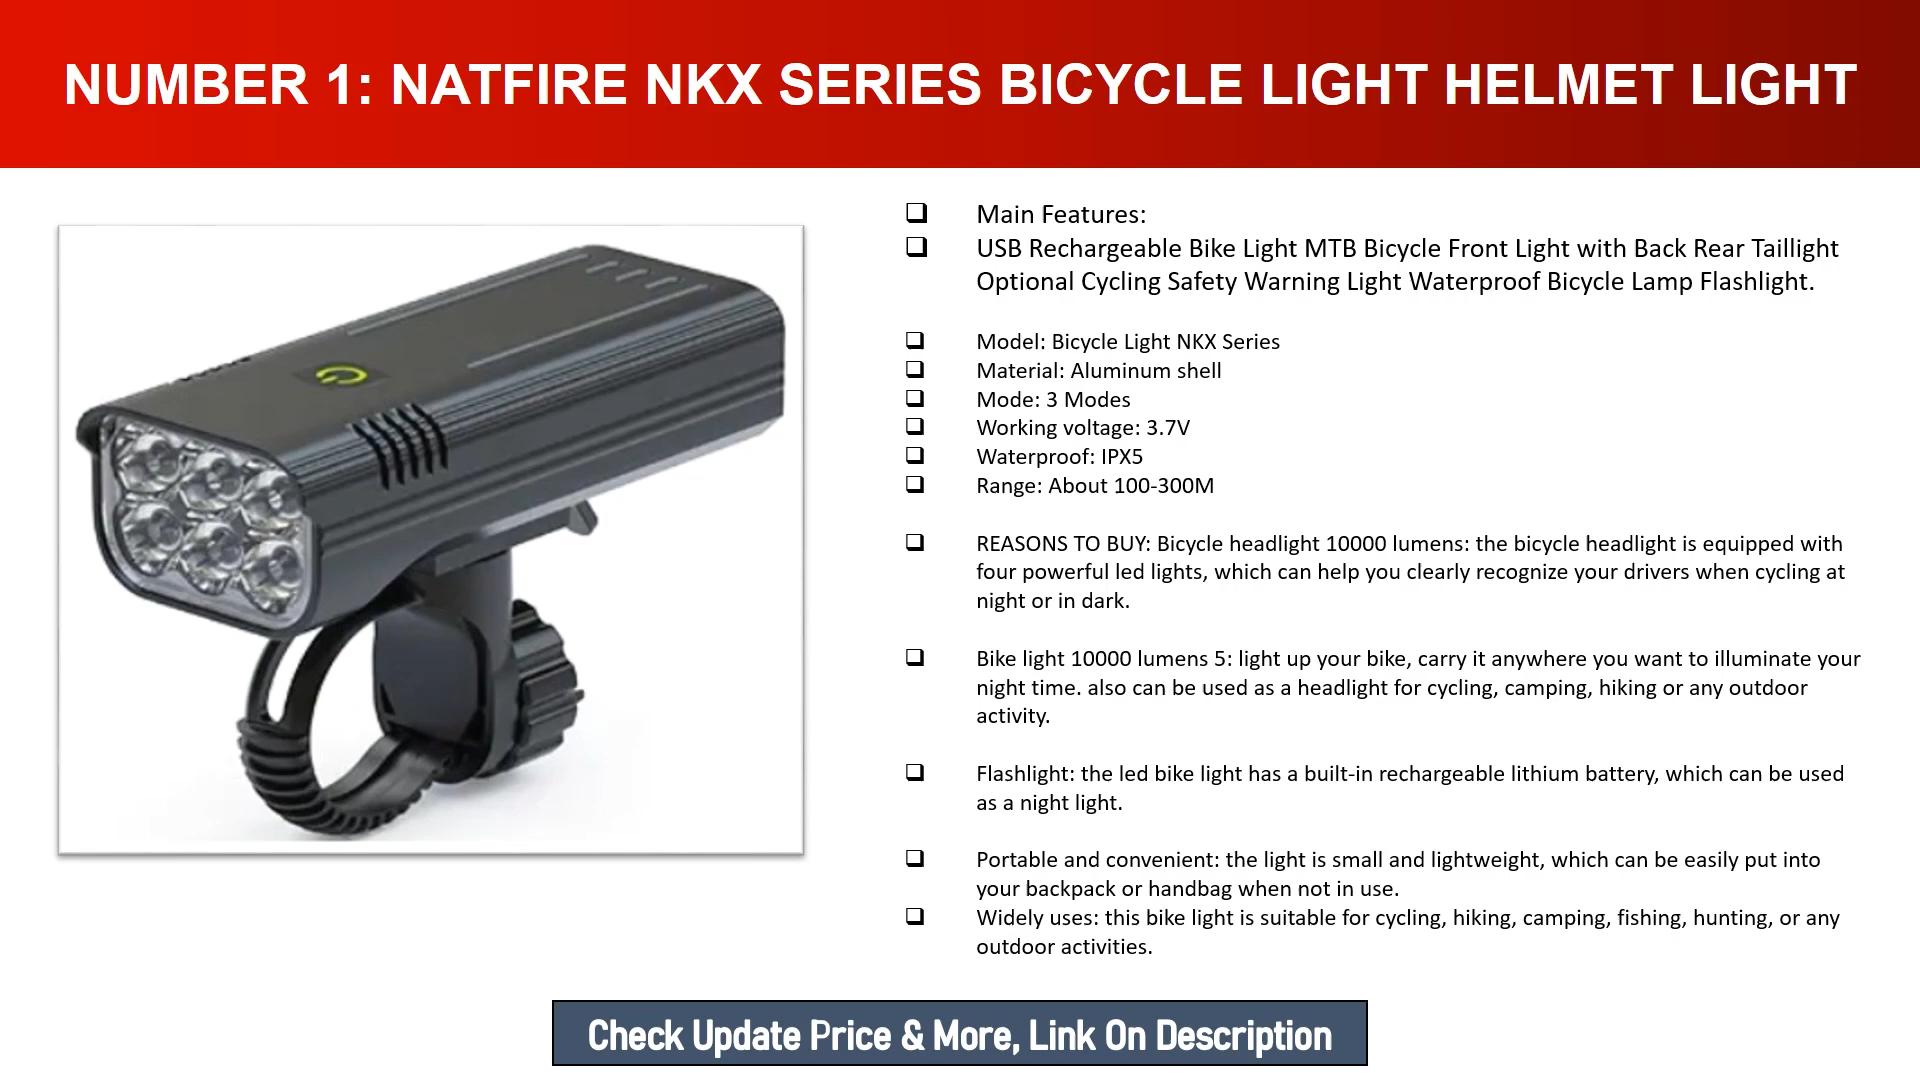 NUMBER 1: NATFIRE NKX SERIES BICYCLE LIGHT HELMET LIGHT
Main Features:
USB Rechargeable Bike Light MTB Bicycle Front Light with Back Rear Taillight
Optional Cycling Safety Warning Light Waterproof Bicycle Lamp Flashlight.
Model: Bicycle Light NKX Series
Material: Aluminum shell
Mode: 3 Modes
Working voltage: 3.7V
Waterproof: IPX5
Range: About 100-300M
REASONS TO BUY: Bicycle headlight 10000 lumens: the bicycle headlight is equipped with
four powerful led lights, which can help you clearly recognize your drivers when cycling at
night or in dark.
Bike light 10000 lumens 5: light up your bike, carry it anywhere you want to illuminate your
night time. also can be used as a headlight for cycling, camping, hiking or any outdoor
activity.
Flashlight: the led bike light has a built-in rechargeable lithium battery, which can be used
as a night light.
Portable and convenient: the light is small and lightweight, which can be easily put into
your backpack or handbag when not in use.
Widely uses: this bike light is suitable for cycling, hiking, camping, fishing, hunting, or any
outdoor activities.
Check Update Price & More, Link On Description